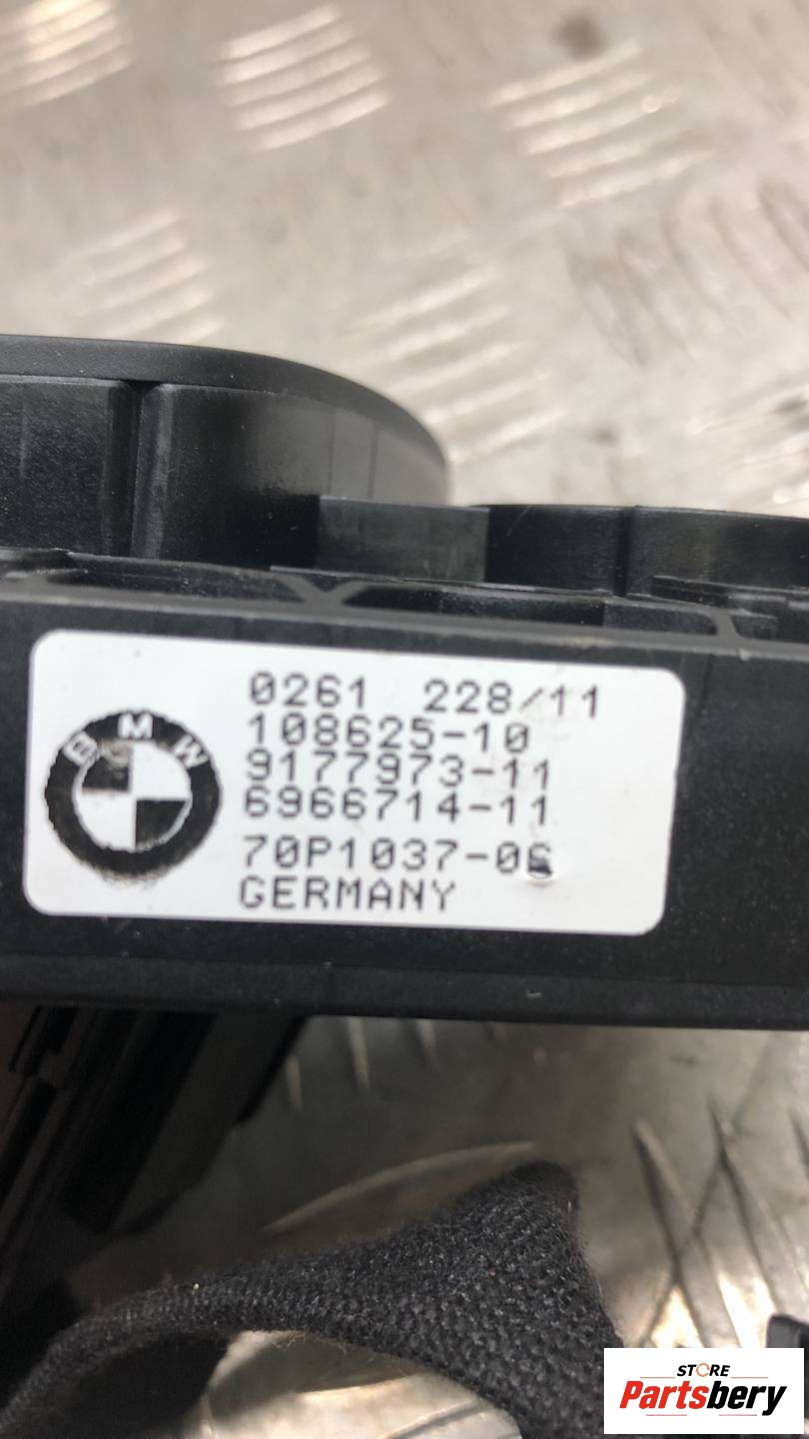 BMW
0261 228/11
108625-10
9177973-11
6966714-11
70P1037-06
GERMANY
STORE
Partsbery